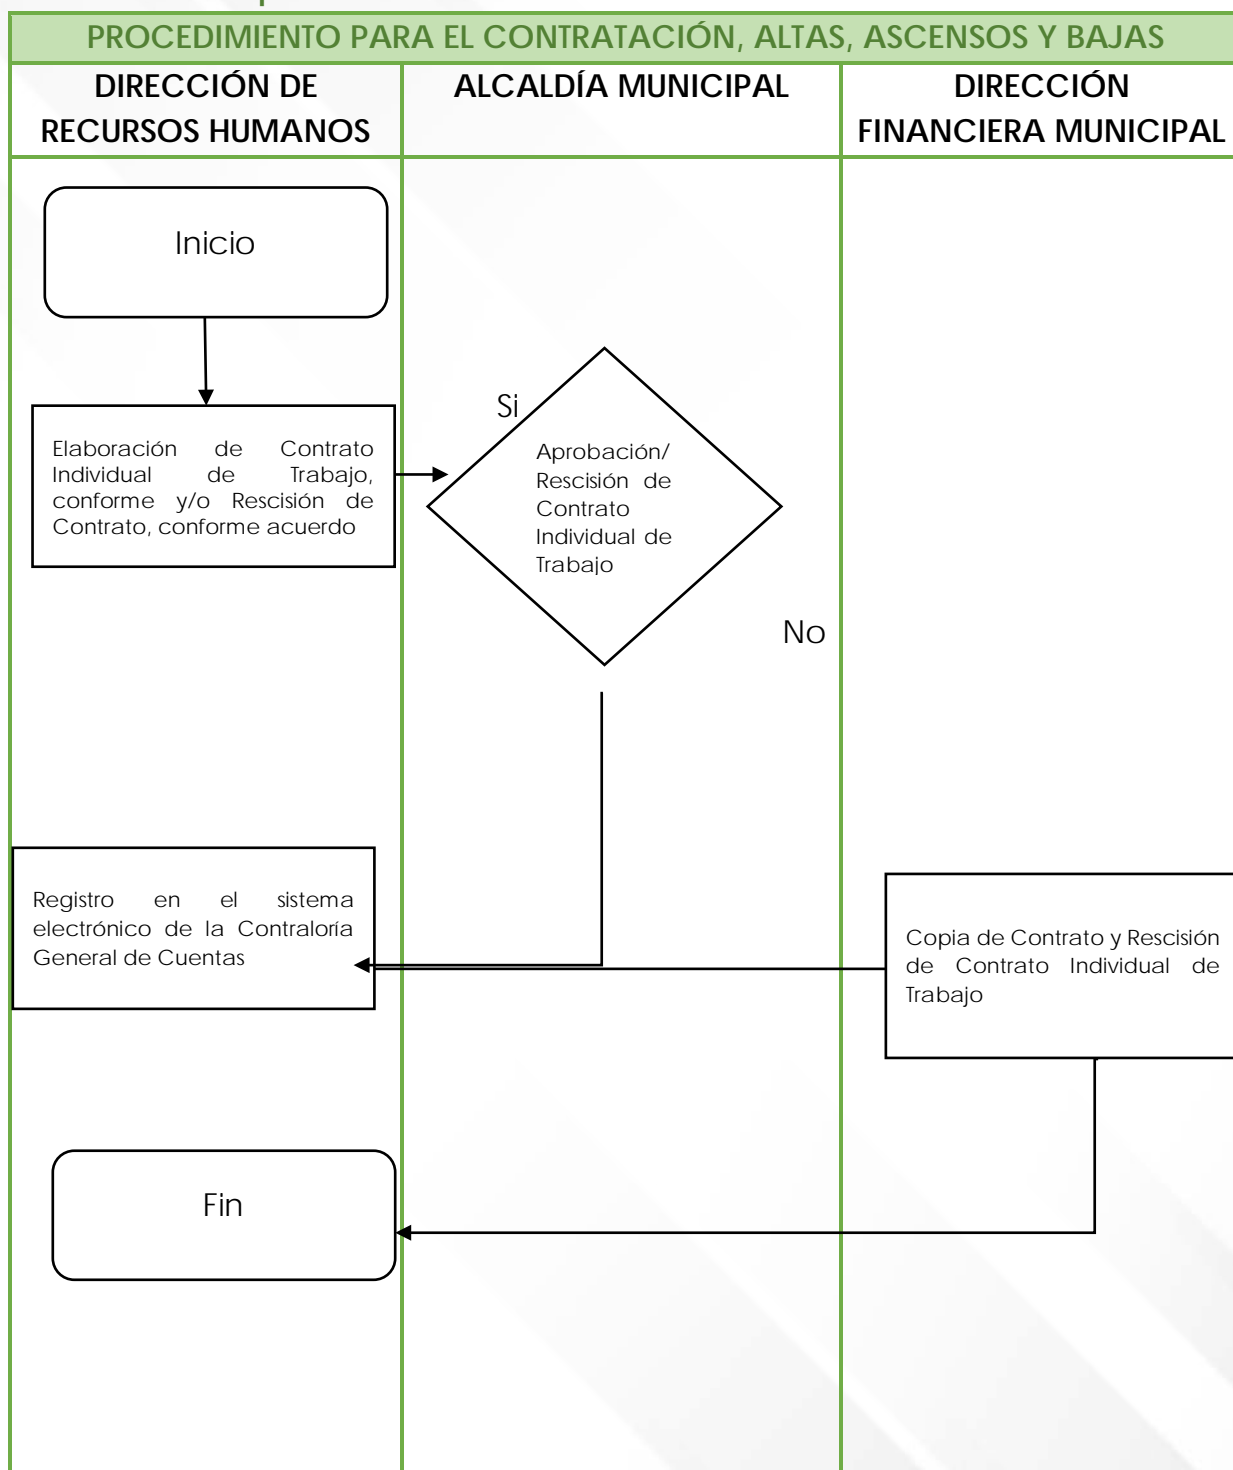 PROCEDIMIENTO PARA EL CONTRATACIÓN, ALTAS, ASCENSOS Y BAJAS
DIRECCIÓN DE
RECURSOS HUMANOS
ALCALDÍA MUNICIPAL
DIRECCIÓN
FINANCIERA MUNICIPAL
Inicio
Elaboración de Contrato
Individual de Trabajo,
conforme y/o Rescisión de
Contrato, conforme acuerdo
Si
Aprobación/
Rescisión de
Contrato
Individual de
Trabajo
No
Registro en el sistema
electrónico de la Contraloría
General de Cuentas
Copia de Contrato y Rescisión
de Contrato Individual de
Trabajo
Fin